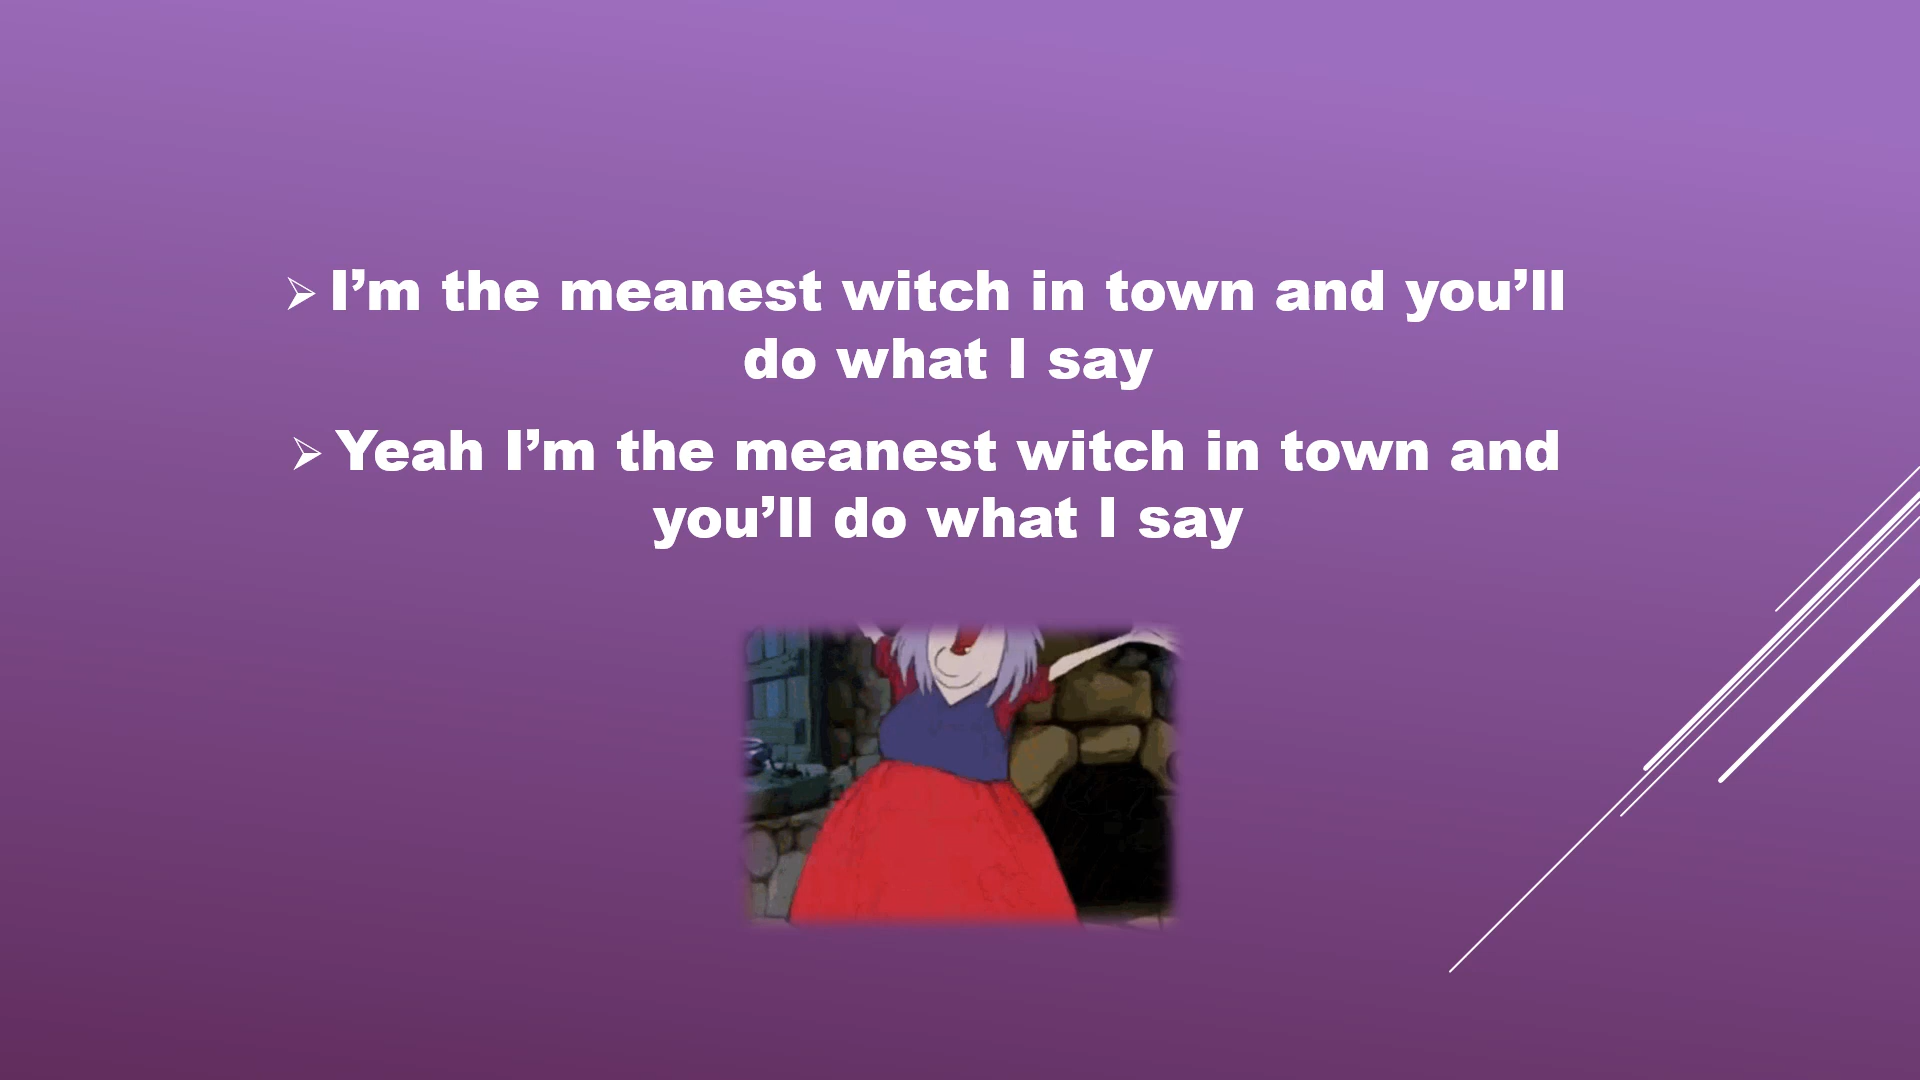 ➢ I’m the meanest witch in town and you’ll
do what I say
➢ Yeah I’m the meanest witch in town and
you’ll do what I say